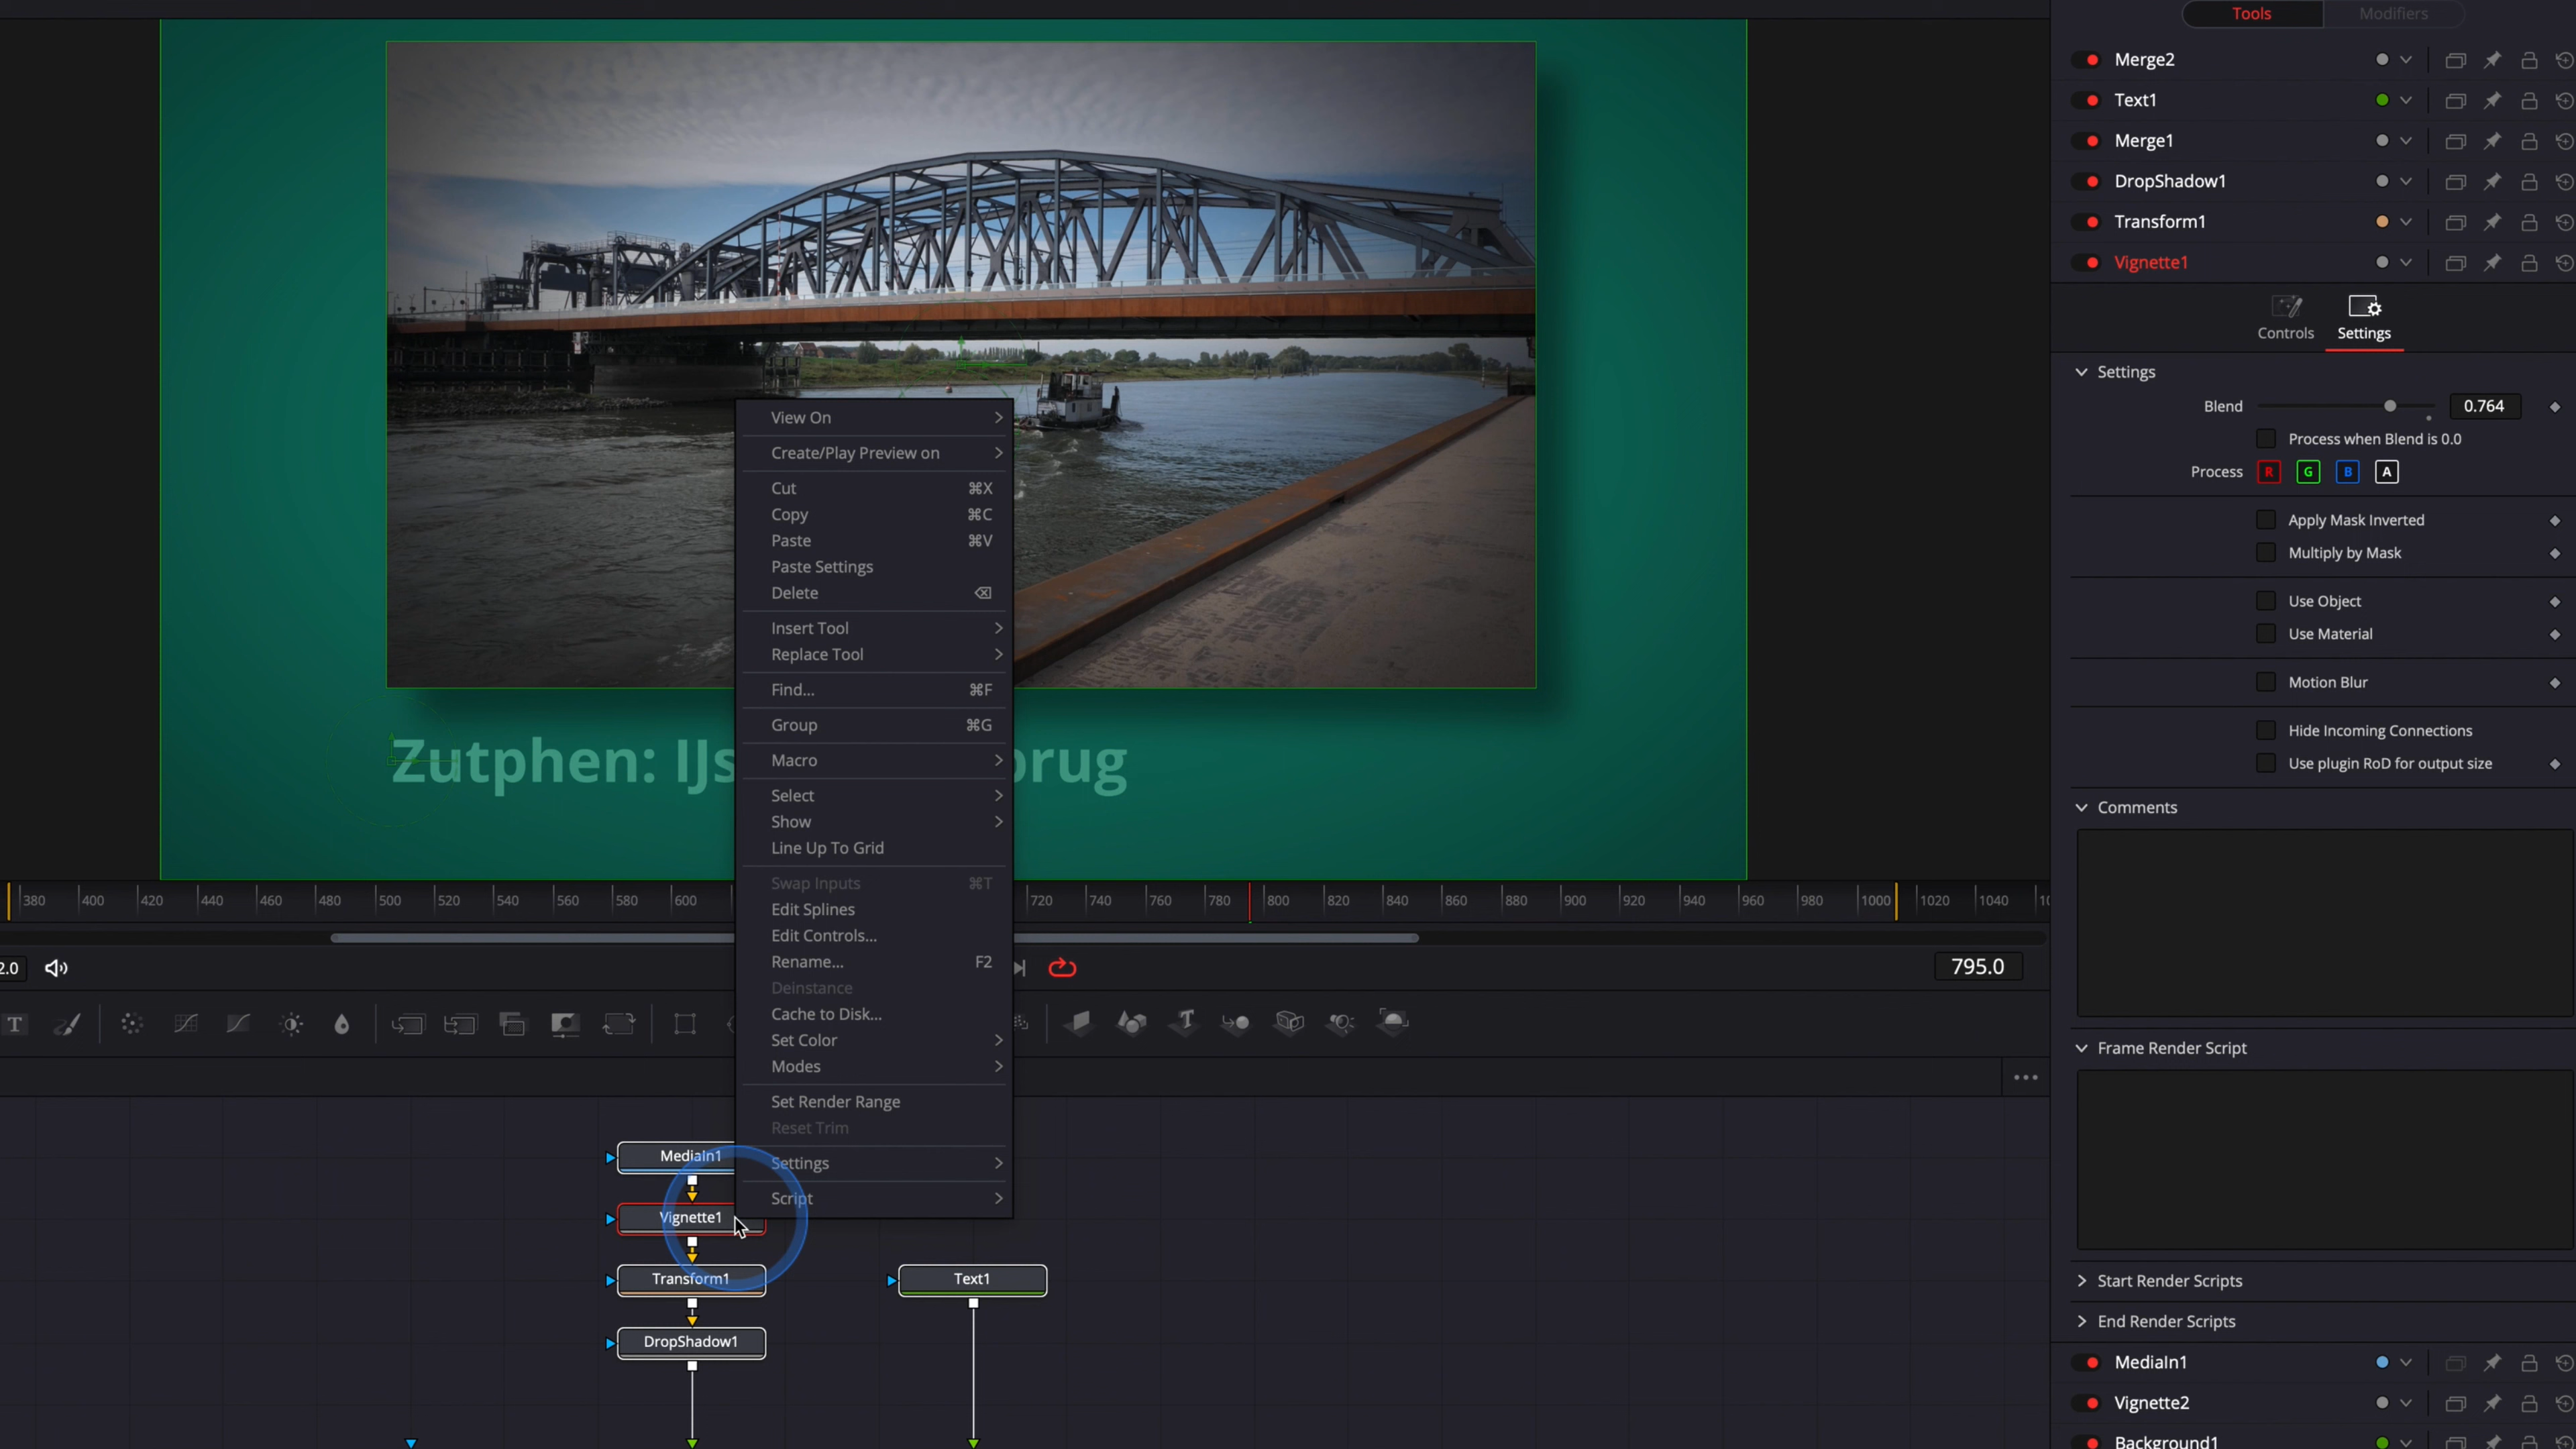 Tools Modifiers
Merge2
Text1
Merge1
DropShadow1
Transform1
Vignette1
Controls Settings
Settings
Blend 0.764
Process when Blend is 0.0
Process R G B A
Apply Mask Inverted
Multiply by Mask
Use Object
Use Material
Motion Blur
Hide Incoming Connections
Use plugin RoD for output size
Comments
Frame Render Script
Start Render Scripts
End Render Scripts
MediaIn1
Vignette2
Background1
Zutphen: IJs
brug
View On
Create/Play Preview on
Cut ⌘X
Copy ⌘C
Paste ⌘V
Paste Settings
Delete ⌫
Insert Tool
Replace Tool
Find... ⌘F
Group ⌘G
Macro
Select
Show
Line Up To Grid
Swap Inputs ⌘T
Edit Splines
Edit Controls...
Rename... F2
Deinstance
Cache to Disk...
Set Color
Modes
Set Render Range
Reset Trim
Settings
Script
380 400 420 440 460 480 500 520 540 560 580 600 720 740 760 780 800 820 840 860 880 900 920 940 960 980 1000 1020 1040
2.0
795.0
T
MediaIn1
Vignette1
Transform1
DropShadow1
Text1